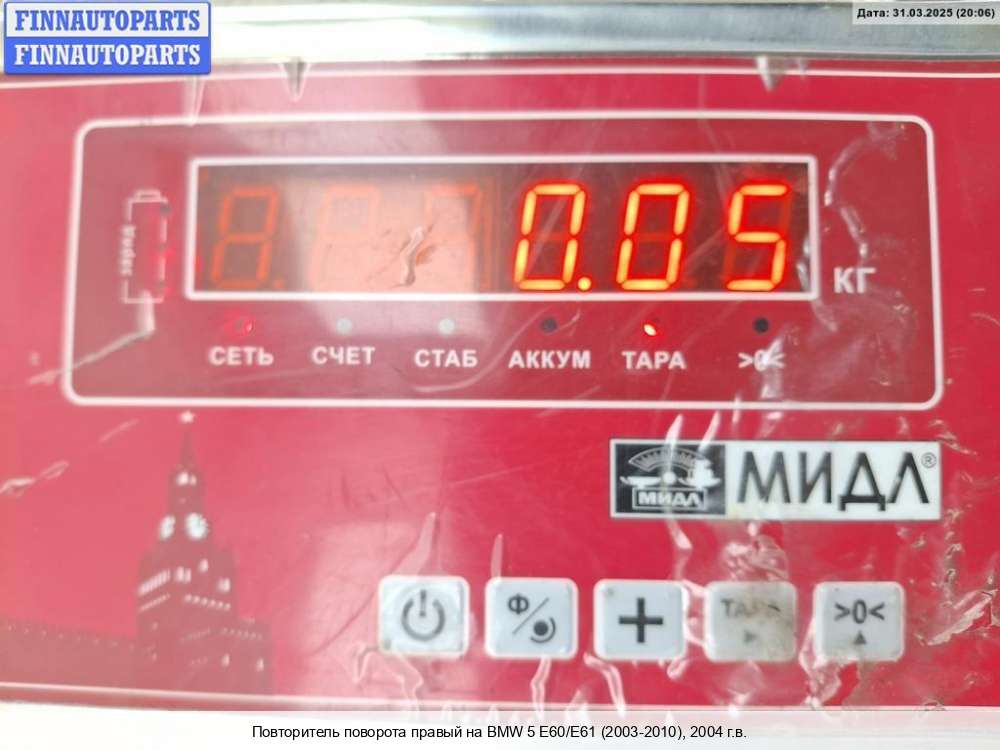 FINNAUTOPARTS
FINNAUTOPARTS
Дата: 31.03.2025 (20:06)
0.05
КГ
СЕТЬ СЧЕТ СТАБ АККУМ ТАРА >0<
МИДЛ
МИДЛ®
Ф
ТАРА >0<
Повторитель поворота правый на BMW 5 E60/E61 (2003-2010), 2004 г.в.